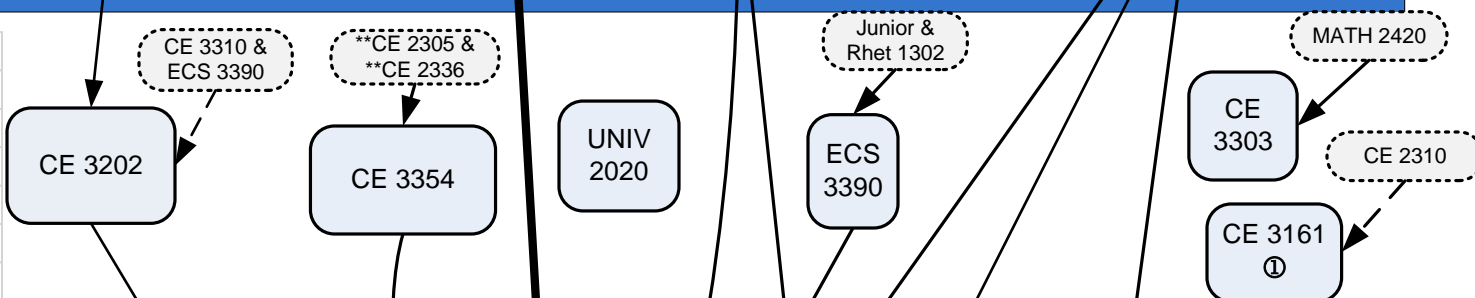 CE 3310 &
ECS 3390
**CE 2305 &
**CE 2336
Junior &
Rhet 1302
MATH 2420
CE 3202
CE 3354
UNIV
2020
ECS
3390
CE
3303
CE 2310
CE 3161
①